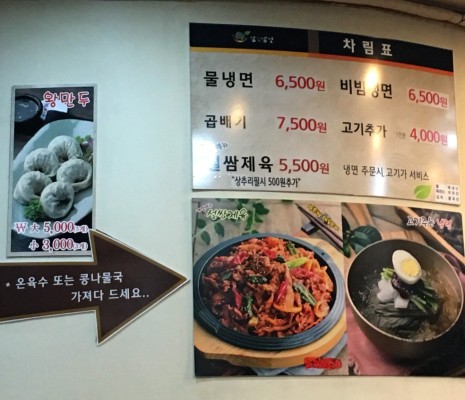 차림표
물냉면 6,500원
비빔냉면 6,500원
곱배기 7,500원
고기추가 4,000원
쌈제육 5,500원
냉면 주문시, 고기가 서비스
"상추리필시 500원추가"
왕만두
W 大 5,000
小 3,000
* 온육수 또는 콩나물국
가져다 드세요..